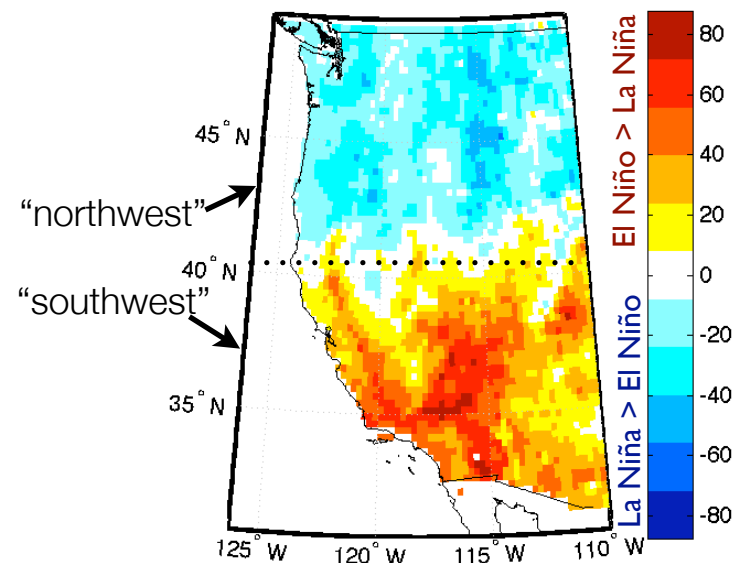 45° N
“northwest”
40° N
“southwest”
35° N
125° W
120° W
115° W
110° W
El Niño > La Niña
La Niña > El Niño
80
60
40
20
0
-20
-40
-60
-80